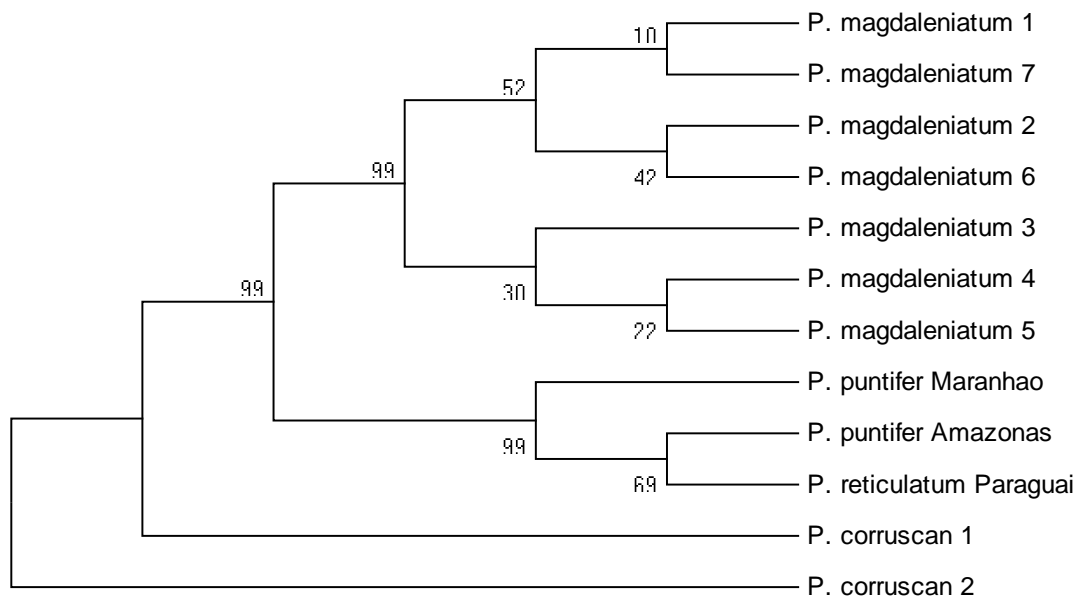 P. magdaleniatum 1
10
P. magdaleniatum 7
52
P. magdaleniatum 2
99
42
P. magdaleniatum 6
P. magdaleniatum 3
99
30
P. magdaleniatum 4
22
P. magdaleniatum 5
P. puntifer Maranhao
99
P. puntifer Amazonas
69
P. reticulatum Paraguai
P. corruscan 1
P. corruscan 2